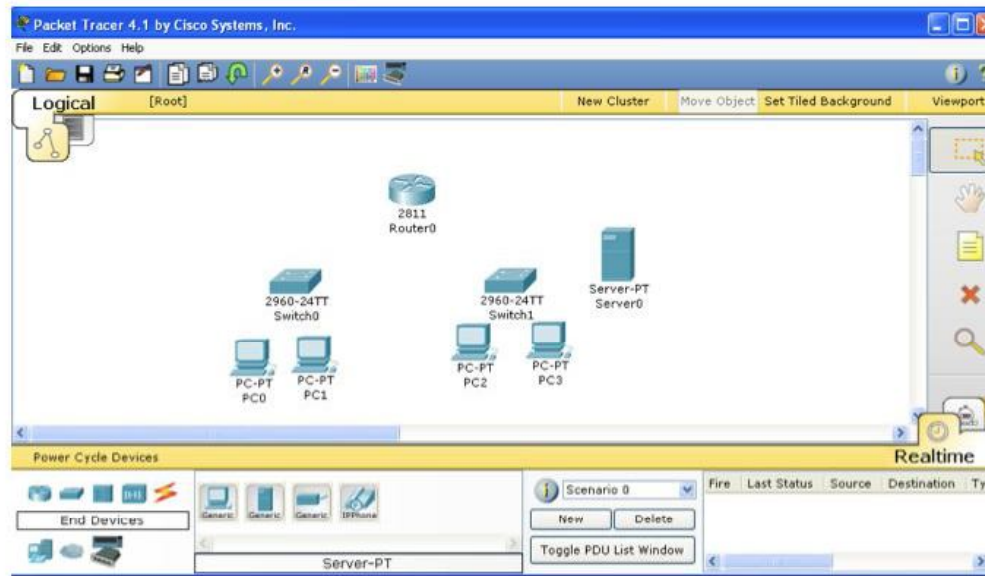 Packet Tracer 4.1 by Cisco Systems, Inc.
File Edit Options Help
Logical [Root] New Cluster Move Object Set Tiled Background Viewport
2811
Router0
Server-PT
Server0
2960-24TT
Switch0
2960-24TT
Switch1
PC-PT
PC0
PC-PT
PC1
PC-PT
PC2
PC-PT
PC3
Realtime
Power Cycle Devices
Fire Last Status Source Destination Ty
Scenario 0
Generic Generic Generic IPPhone
End Devices
New Delete
Toggle PDU List Window
Server-PT